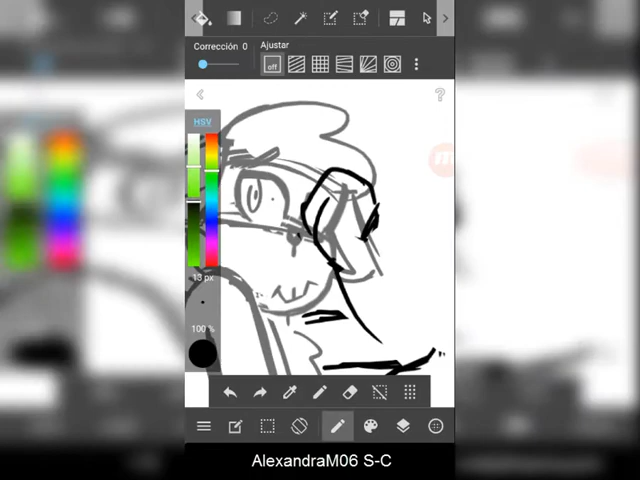 Corrección 0
Ajustar
off
HSV
13 px
100 %
AlexandraM06 S-C